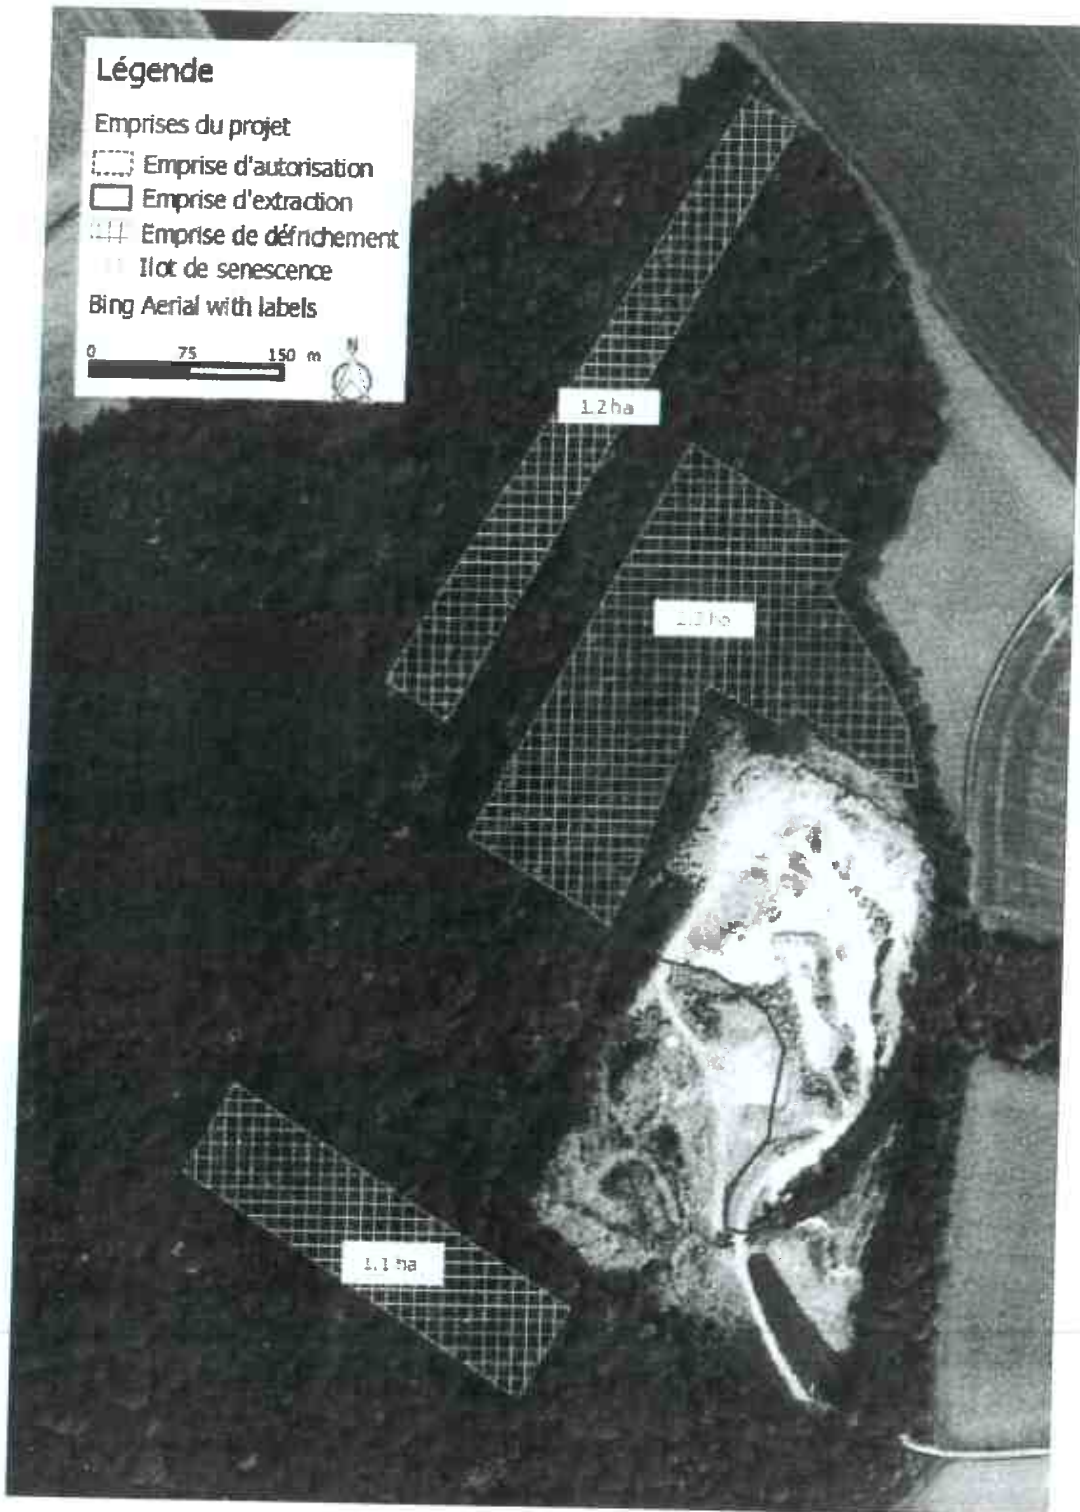 Légende
Emprises du projet
Emprise d'autorisation
Emprise d'extraction
Emprise de défrichement
Ilot de senescence
Bing Aerial with labels
0 75 150 m
N
1.2 ha
ha
1.1 ha